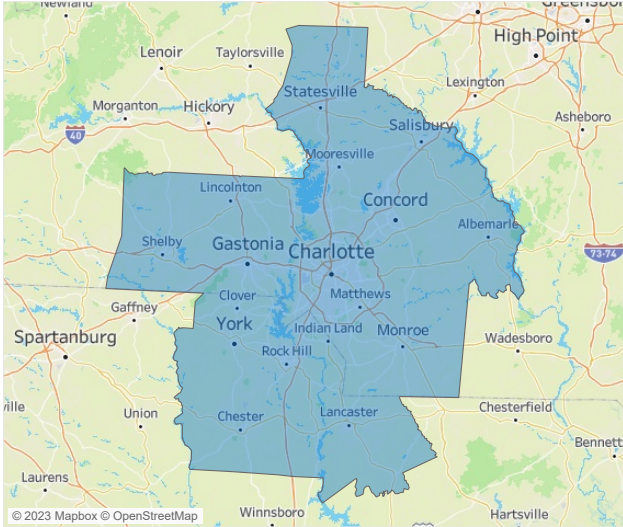 Newland
Greensboro
High Point
Lenoir
Taylorsville
Lexington
Statesville
Morganton
Hickory
Asheboro
Salisbury
40
Mooresville
Lincolnton
Concord
Albemarle
Shelby
Gastonia
Charlotte
73-74
Clover
Matthews
Gaffney
York
Indian Land
Monroe
Spartanburg
Wadesboro
Rock Hill
ville
Union
Chester
Lancaster
Chesterfield
Bennett
Laurens
Winnsboro
Hartsville
© 2023 Mapbox © OpenStreetMap